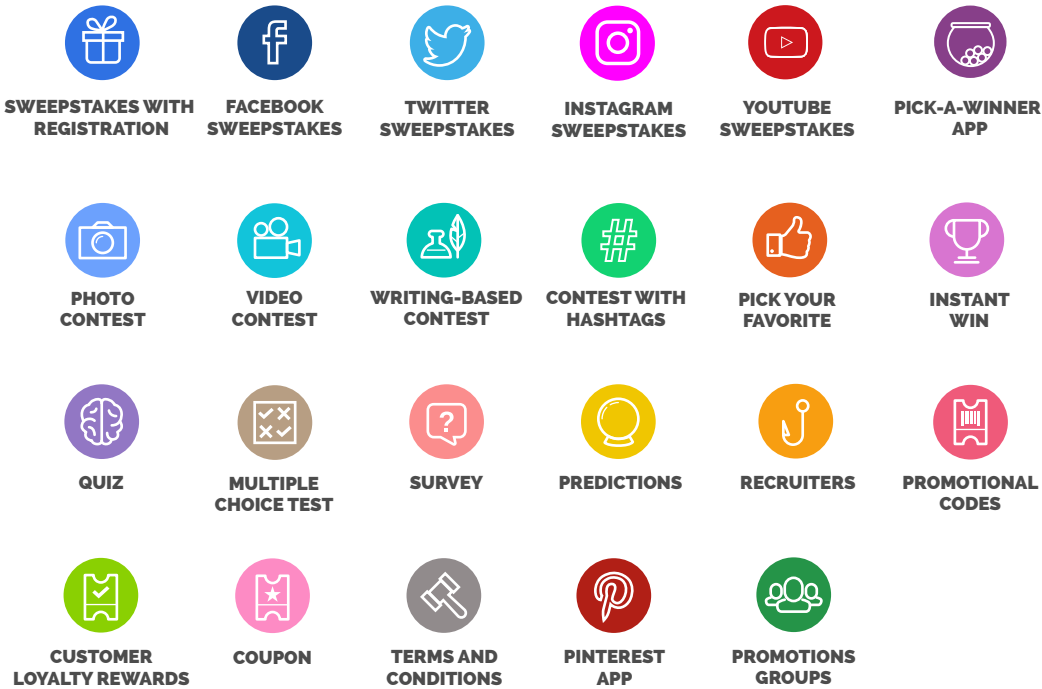 SWEEPSTAKES WITH
REGISTRATION
FACEBOOK
SWEEPSTAKES
TWITTER
SWEEPSTAKES
INSTAGRAM
SWEEPSTAKES
YOUTUBE
SWEEPSTAKES
PICK-A-WINNER
APP
PHOTO
CONTEST
VIDEO
CONTEST
WRITING-BASED
CONTEST
#
CONTEST WITH
HASHTAGS
PICK YOUR
FAVORITE
INSTANT
WIN
QUIZ
MULTIPLE
CHOICE TEST
?
SURVEY
PREDICTIONS
RECRUITERS
PROMOTIONAL
CODES
CUSTOMER
LOYALTY REWARDS
COUPON
TERMS AND
CONDITIONS
PINTEREST
APP
PROMOTIONS
GROUPS